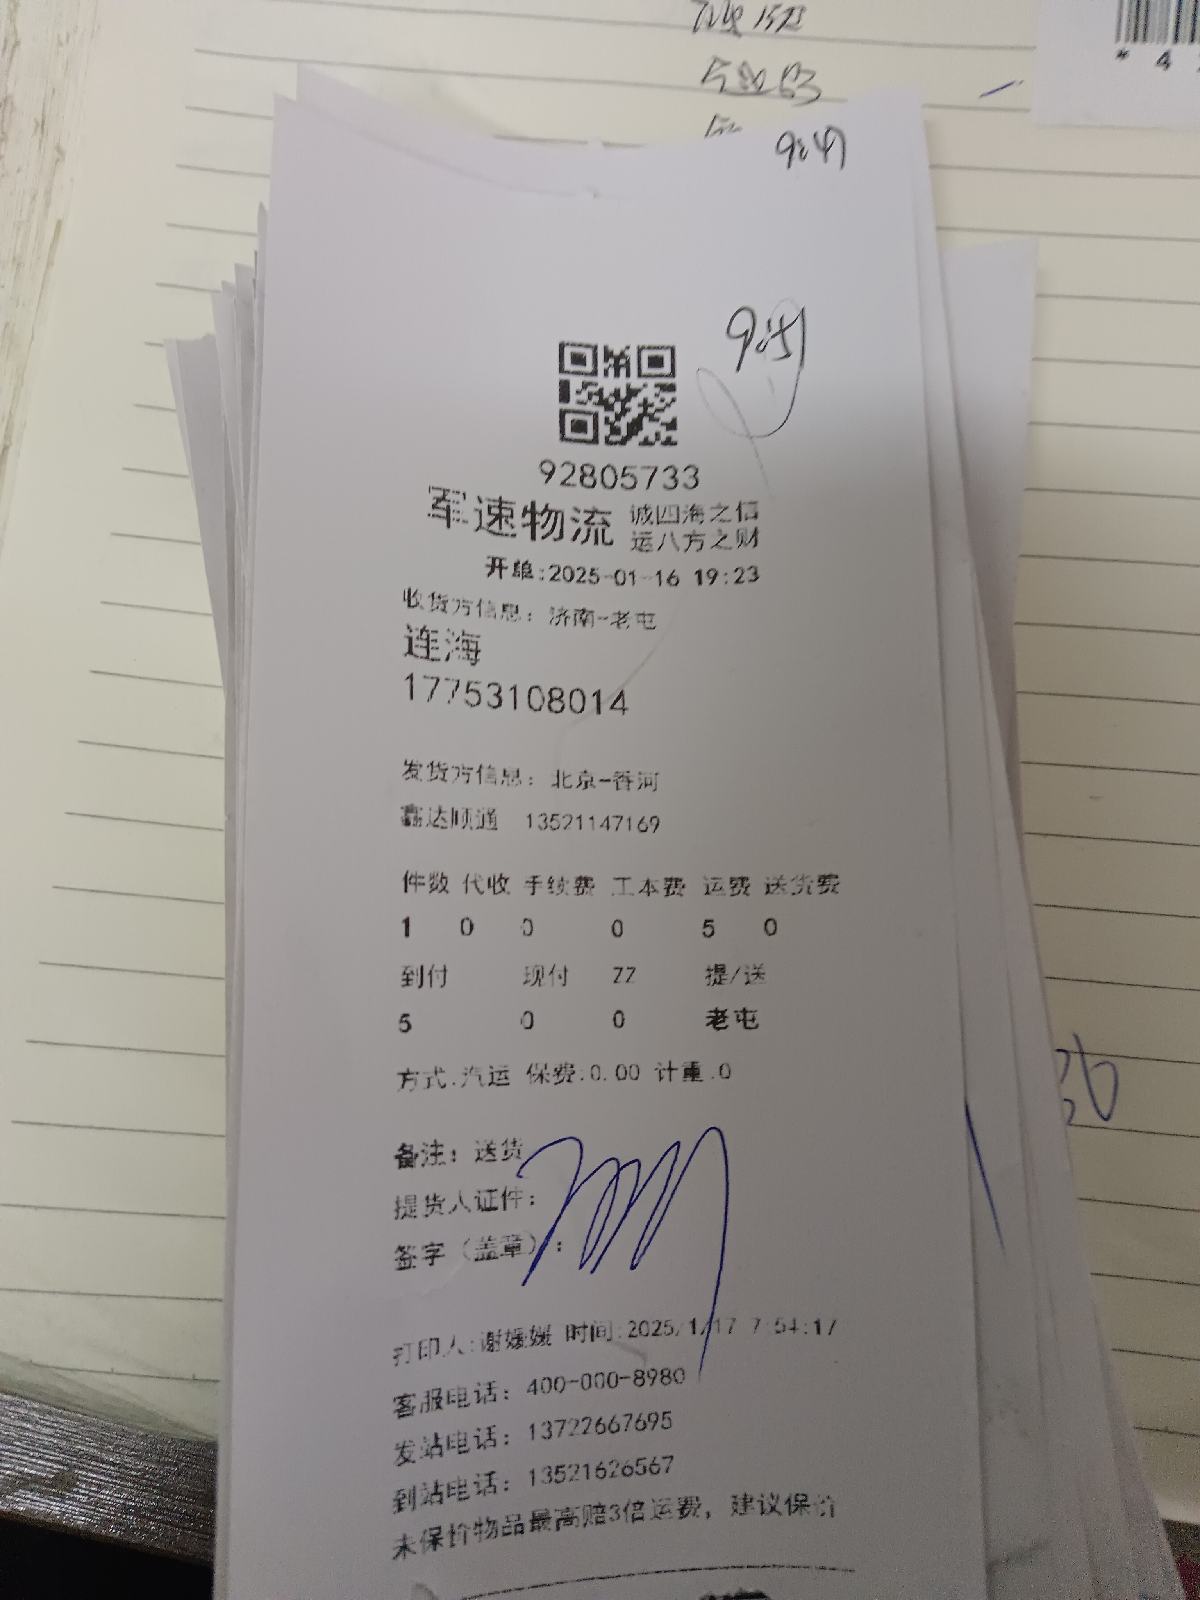 * 4
9:47
9:51
92805733
军速物流 诚四海之信
运八方之财
开单:2025-01-16 19:23
收货方信息：济南-老屯
连海
17753108014
发货方信息：北京-香河
鑫达顺通 13521147169
件数 代收 手续费 工本费 运费 送货费
1 0 0 0 5 0
到付 现付 ZZ 提/送
5 0 0 老屯
方式:汽运 保费:0.00 计重:0
备注：送货
提货人证件：
签字（盖章）：
打印人:谢媛媛 时间:2025/1/17 7:54:17
客服电话：400-000-8980
发站电话：13722667695
到站电话：13521626567
未保价物品最高赔3倍运费，建议保价